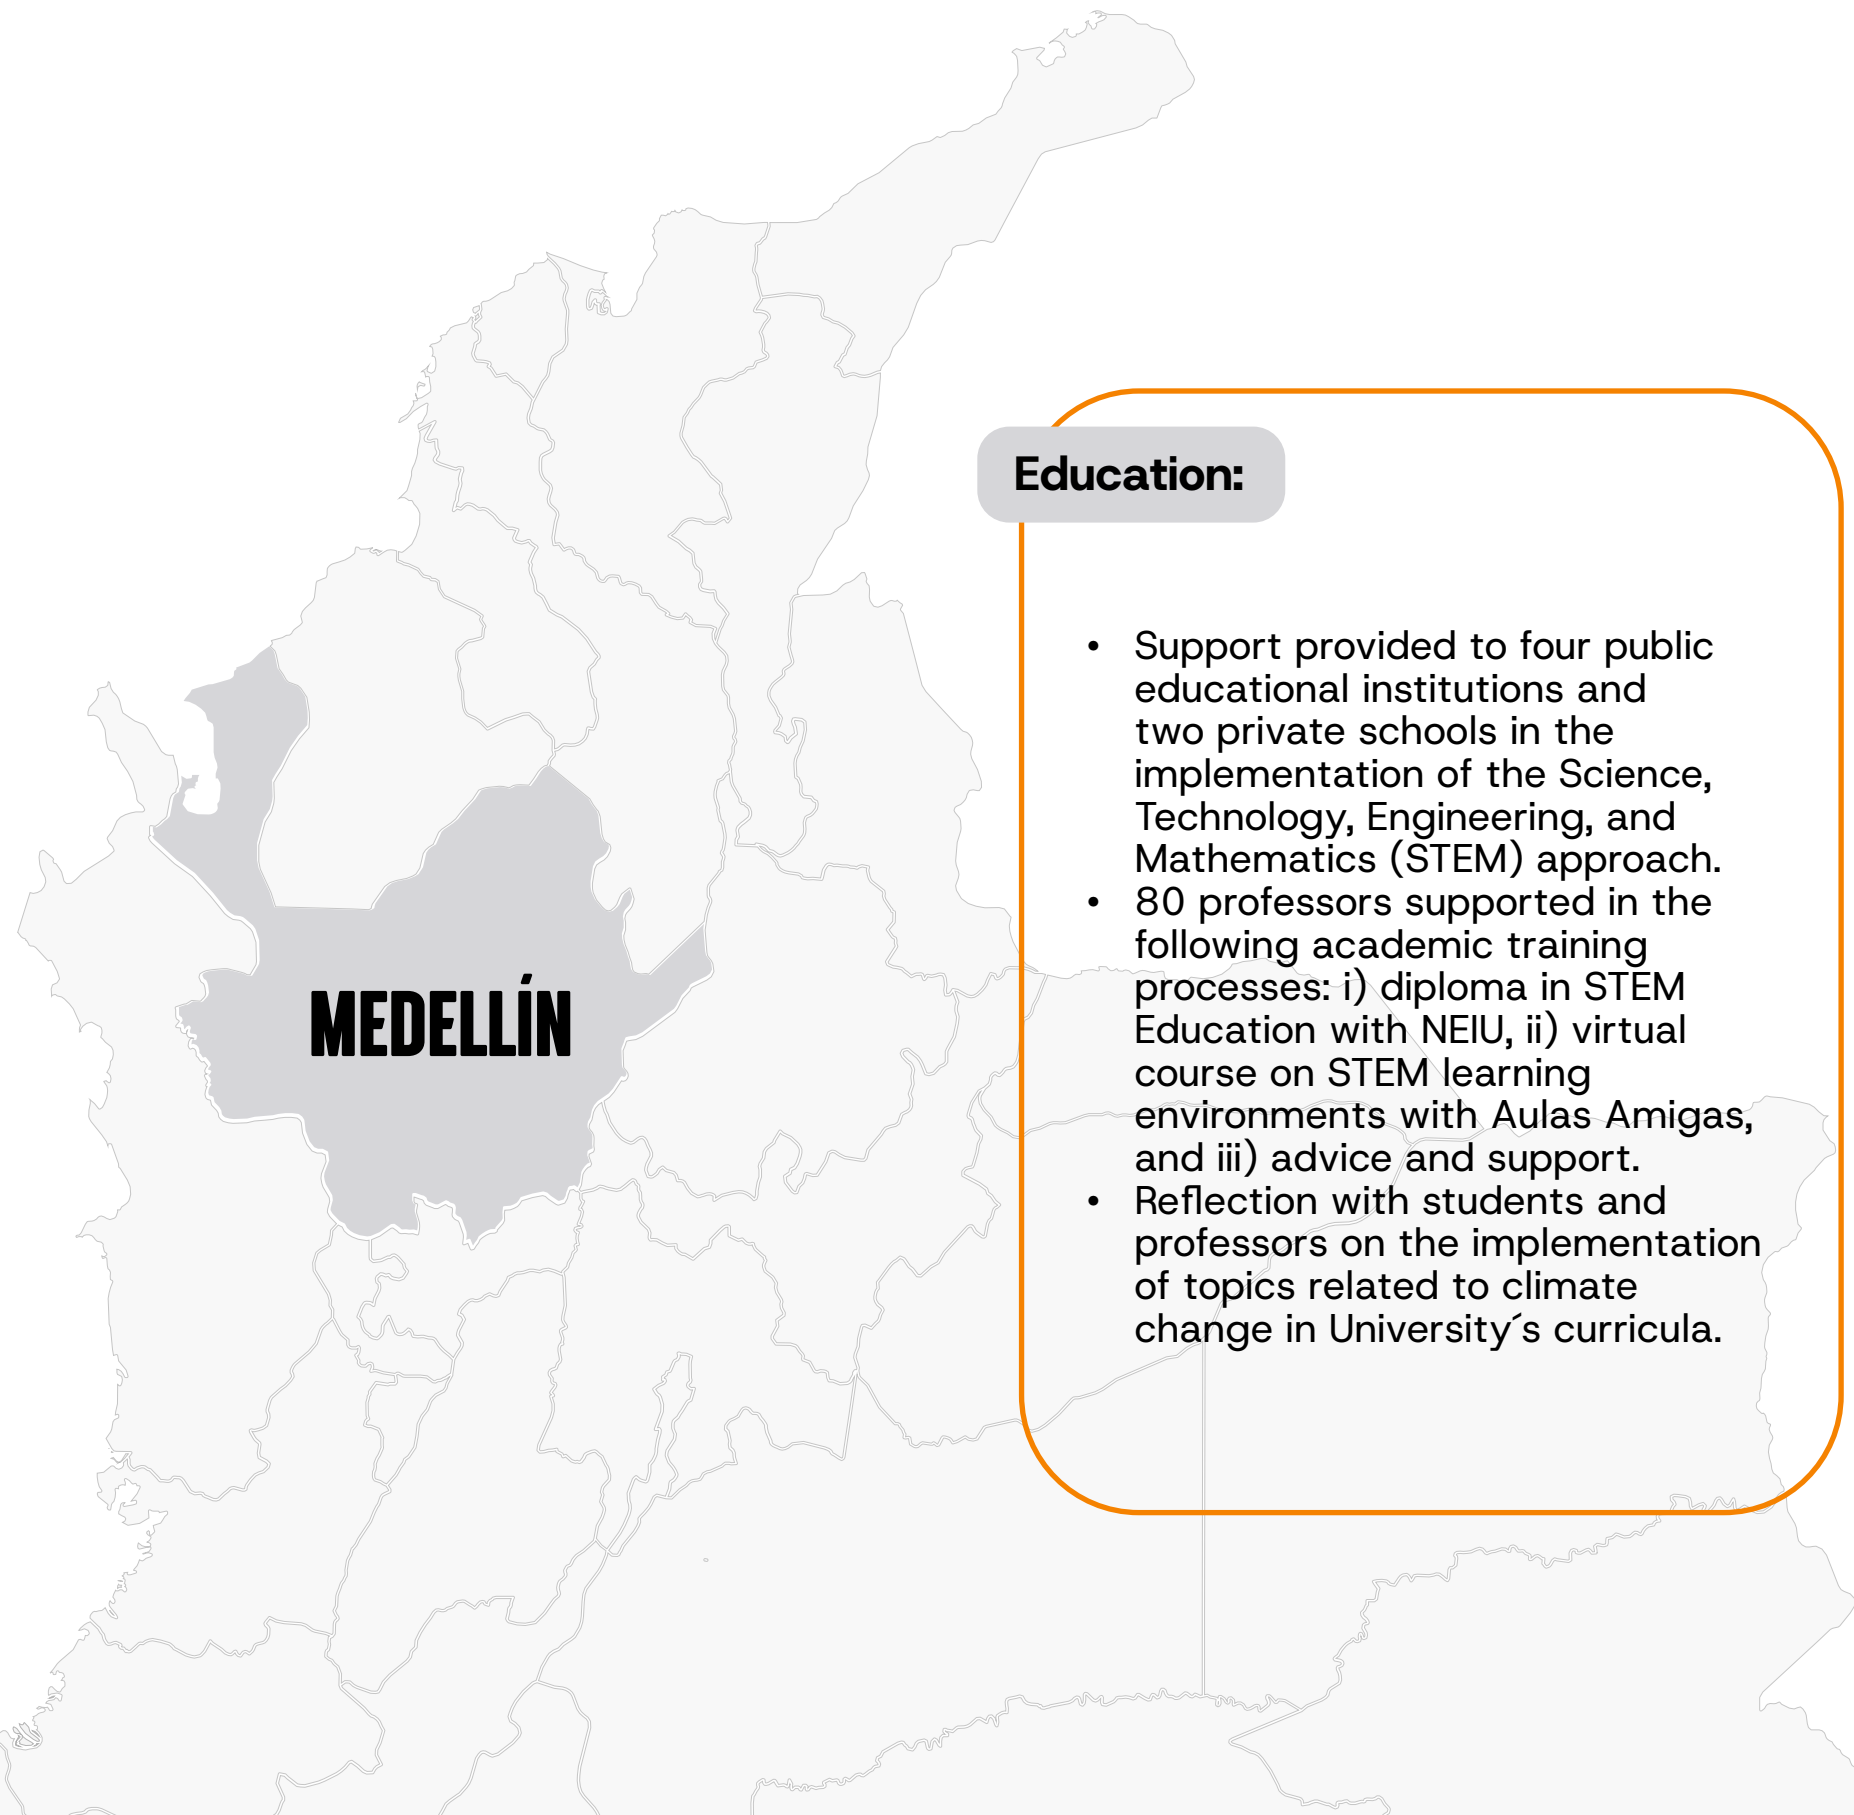 Education:
• Support provided to four public
educational institutions and
two private schools in the
implementation of the Science,
Technology, Engineering, and
Mathematics (STEM) approach.
• 80 professors supported in the
following academic training
processes: i) diploma in STEM
Education with NEIU, ii) virtual
course on STEM learning
environments with Aulas Amigas,
and iii) advice and support.
• Reflection with students and
professors on the implementation
of topics related to climate
change in University´s curricula.
MEDELLÍN